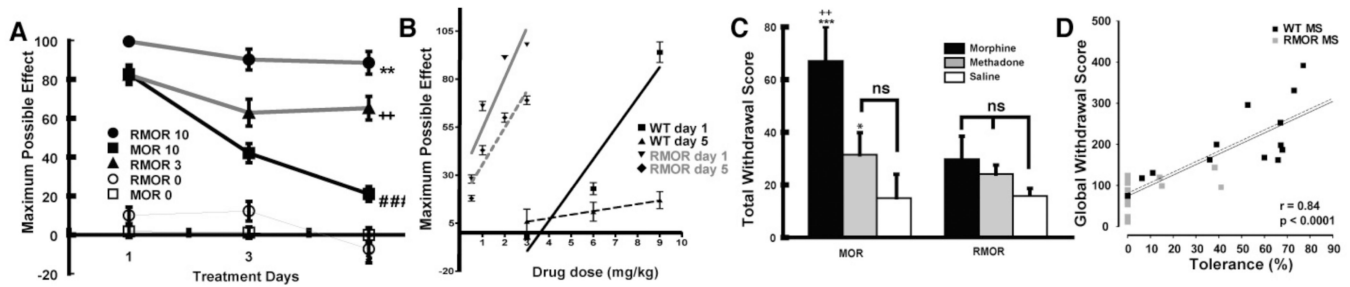 A
Maximum Possible Effect
100
80
60
40
20
0
-20
**
++
###
RMOR 10
MOR 10
RMOR 3
RMOR 0
MOR 0
1
3
Treatment Days
B
Maximum Possible Effect
105
55
5
-20
WT day 1
WT day 5
RMOR day 1
RMOR day 5
1 2 3 4 5 6 7 8 9 10
Drug dose (mg/kg)
C
Total Withdrawal Score
80
60
40
20
0
++
***
*
ns
ns
Morphine
Methadone
Saline
MOR
RMOR
D
Global Withdrawal Score
500
400
300
200
100
0
WT MS
RMOR MS
r = 0.84
p < 0.0001
0 10 20 30 40 50 60 70 80 90
Tolerance (%)